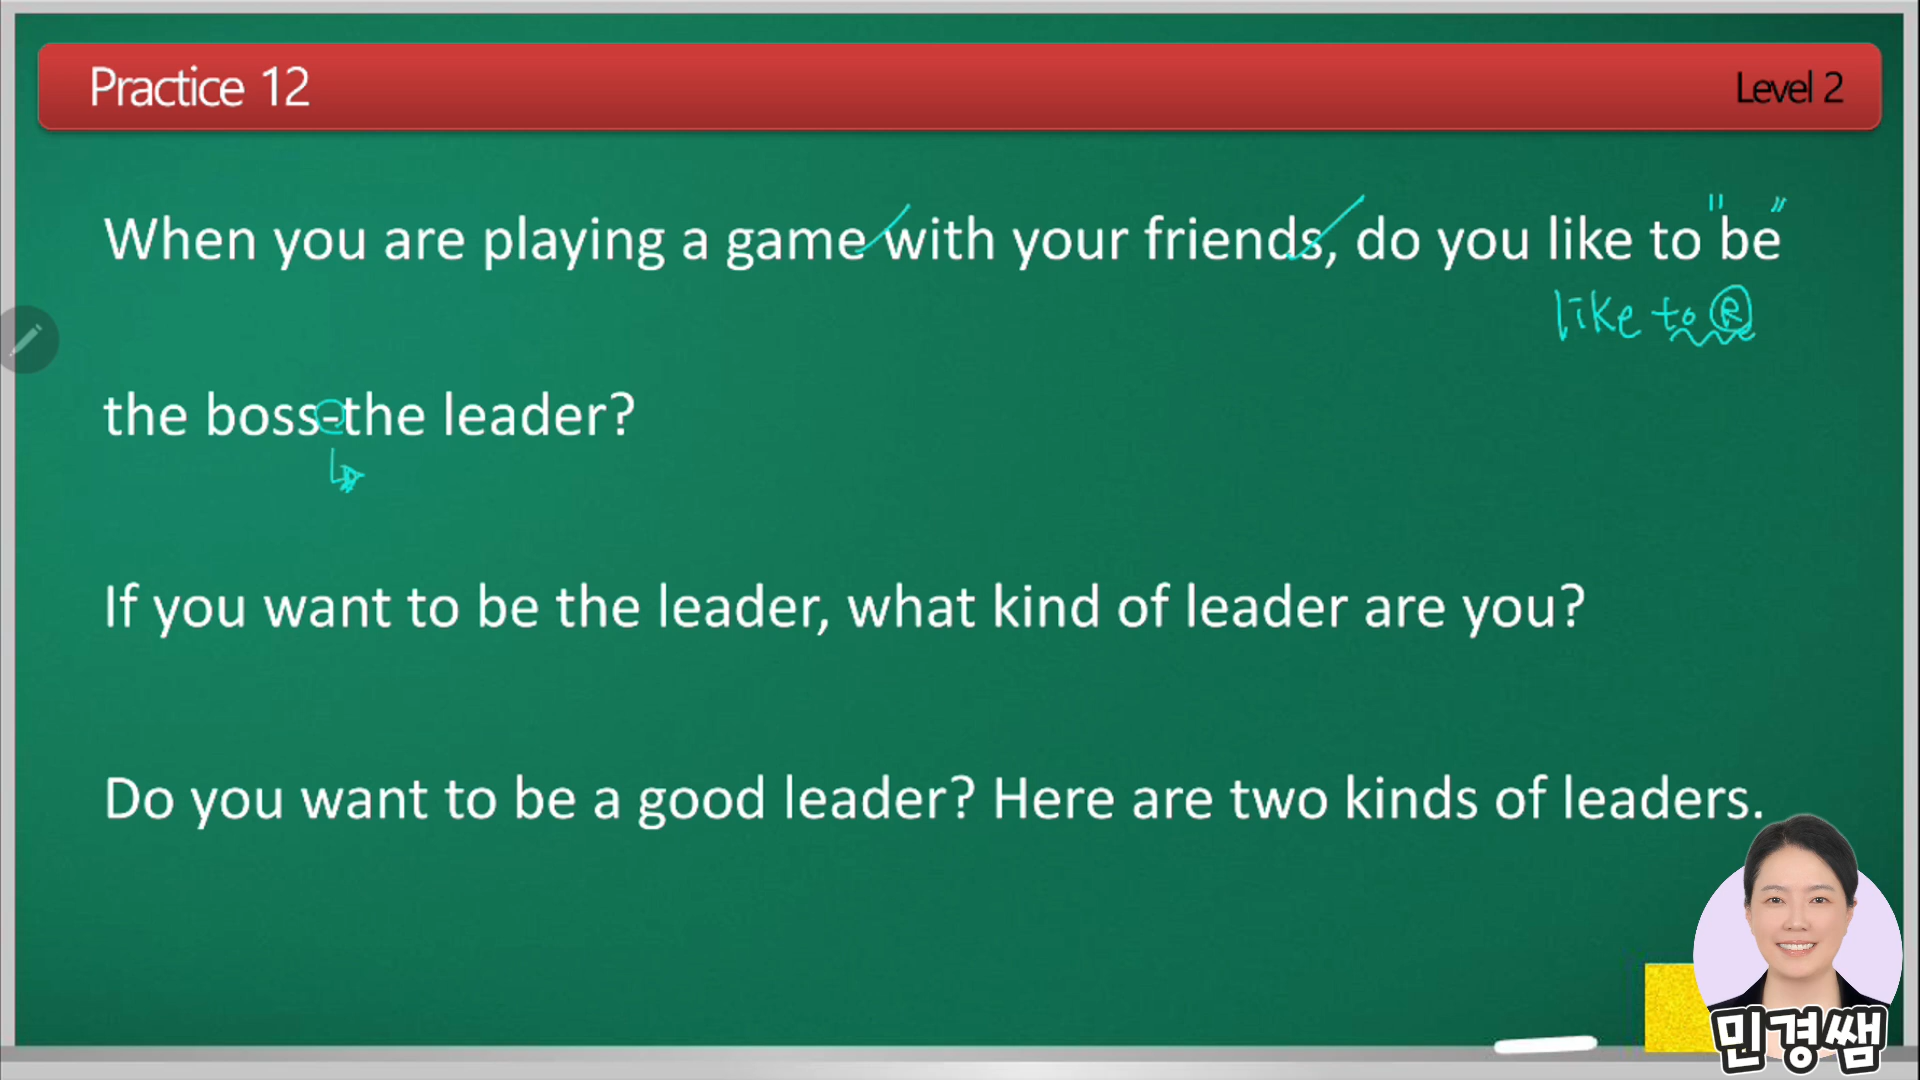 Practice 12
Level 2
When you are playing a game with your friends, do you like to "be"
like to Ⓡ
the boss-the leader?
If you want to be the leader, what kind of leader are you?
Do you want to be a good leader? Here are two kinds of leaders.
민경쌤